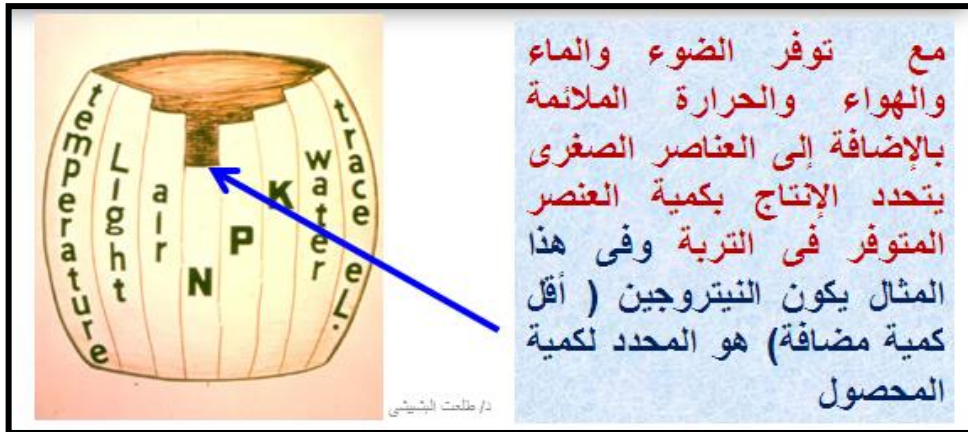 مع توفر الضوء والماء
والهواء والحرارة الملائمة
بالإضافة إلى العناصر الصغرى
يتحدد الإنتاج بكمية العنصر
المتوفر فى التربة وفى هذا
المثال يكون النيتروجين ( أقل
كمية مضافة) هو المحدد لكمية
المحصول
temperature
Light
air
N
P
K
water
trace el.
د/ طلعت البشبيشى